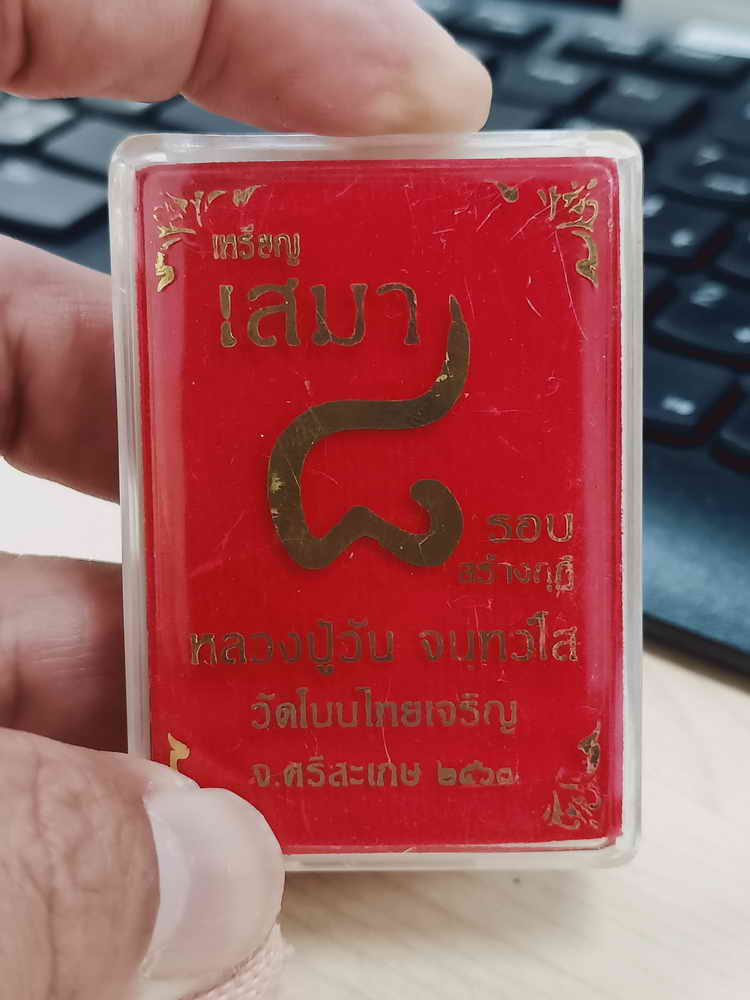 เหรียญ
เสมา
๘
รอบ
สร้างกุฏิ
หลวงปู่วัน จนฺทวํโส
วัดโนนไทยเจริญ
จ.ศรีสะเกษ ๒๕๖๑